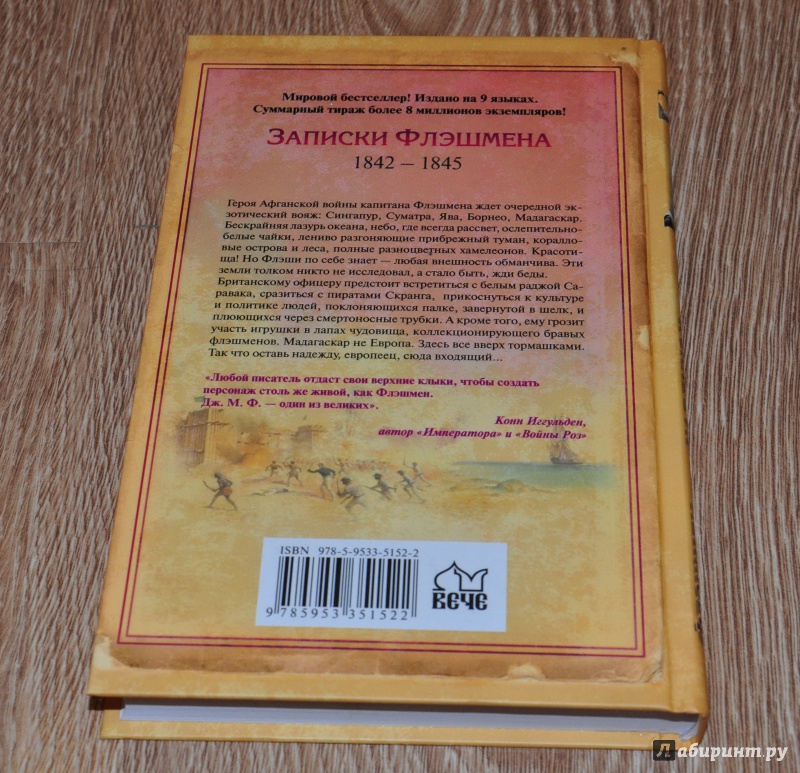 Мировой бестселлер! Издано на 9 языках.
Суммарный тираж более 8 миллионов экземпляров!
ЗАПИСКИ ФЛЭШМЕНА
1842 – 1845
Героя Афганской войны капитана Флэшмена ждет очередной эк-
зотический вояж: Сингапур, Суматра, Ява, Борнео, Мадагаскар.
Бескрайняя лазурь океана, небо, где всегда рассвет, ослепительно-
белые чайки, лениво разгоняющие прибрежный туман, коралло-
вые острова и леса, полные разноцветных хамелеонов. Красоти-
ща! Но Флэши по себе знает — любая внешность обманчива. Эти
земли толком никто не исследовал, а стало быть, жди беды.
Британскому офицеру предстоит встретиться с белым раджой Са-
равака, сразиться с пиратами Скранга, прикоснуться к культуре
и политике людей, поклоняющихся палке, завернутой в шелк, и
плюющихся через смертоносные трубки. А кроме того, ему грозит
участь игрушки в лапах чудовища, коллекционирующего бравых
флэшменов. Мадагаскар не Европа. Здесь все вверх тормашками.
Так что оставь надежду, европеец, сюда входящий...
«Любой писатель отдаст свои верхние клыки, чтобы создать
персонаж столь же живой, как Флэшмен.
Дж. М. Ф. — один из великих».
Конн Иггульден,
автор «Императора» и «Войны Роз»
ISBN 978-5-9533-5152-2
9 785953 351522
ВЕЧЕ
Лабиринт.ру